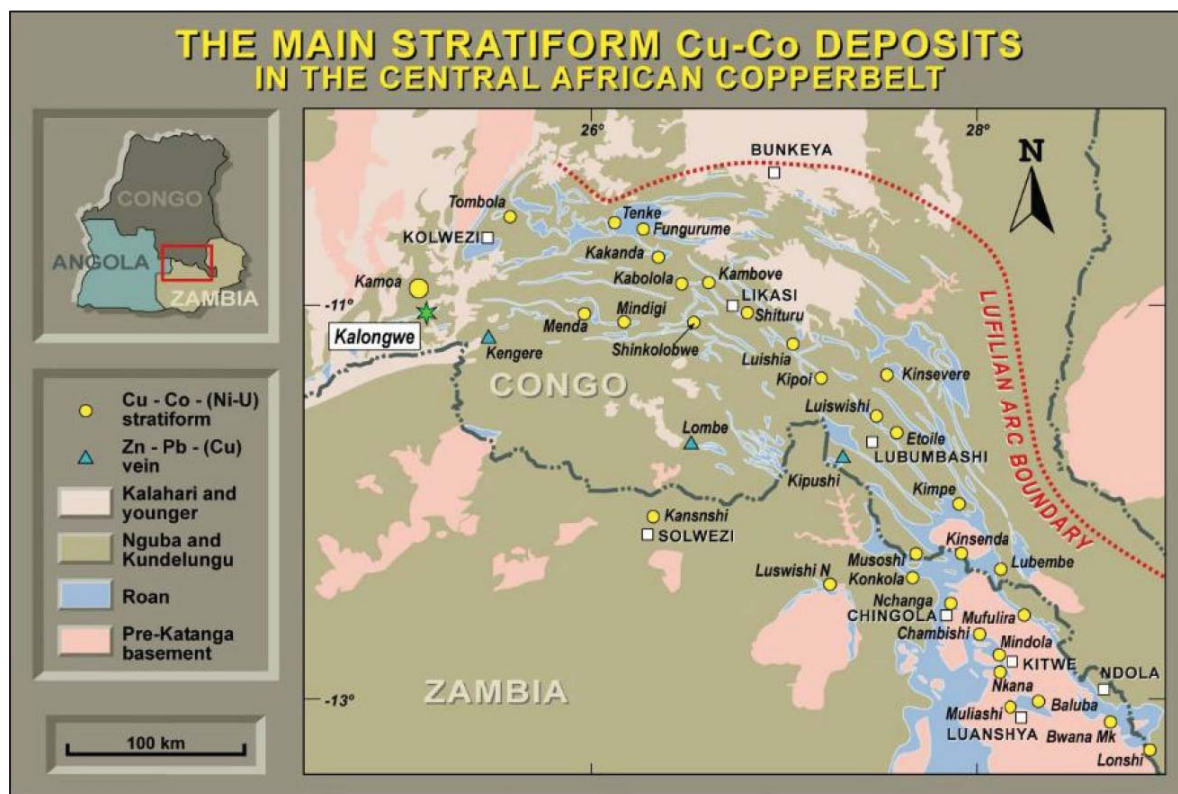 THE MAIN STRATIFORM Cu-Co DEPOSITS
IN THE CENTRAL AFRICAN COPPERBELT
CONGO
ANGOLA
ZAMBIA
Cu - Co - (Ni-U)
stratiform
Zn - Pb - (Cu)
vein
Kalahari and
younger
Nguba and
Kundelungu
Roan
Pre-Katanga
basement
100 km
26°
28°
N
BUNKEYA
Tombola
Tenke
KOLWEZI
Fungurume
Kakanda
Kamoa
Kabolola
Kambove
LIKASI
-11°
Menda
Mindigi
Shituru
Kalongwe
Kengere
Shinkolobwe
Luishia
CONGO
Kipoi
Kinsevere
LUFILIAN ARC BOUNDARY
Luiswishi
Lombe
Etoile
LUBUMBASHI
Kipushi
Kimpe
Kansnshi
SOLWEZI
Kinsenda
Musoshi
Lubembe
Luswishi N
Konkola
Nchanga
CHINGOLA
Mufulira
Chambishi
Mindola
KITWE
NDOLA
ZAMBIA
-13°
Nkana
Baluba
Muliashi
LUANSHYA
Bwana Mk
Lonshi